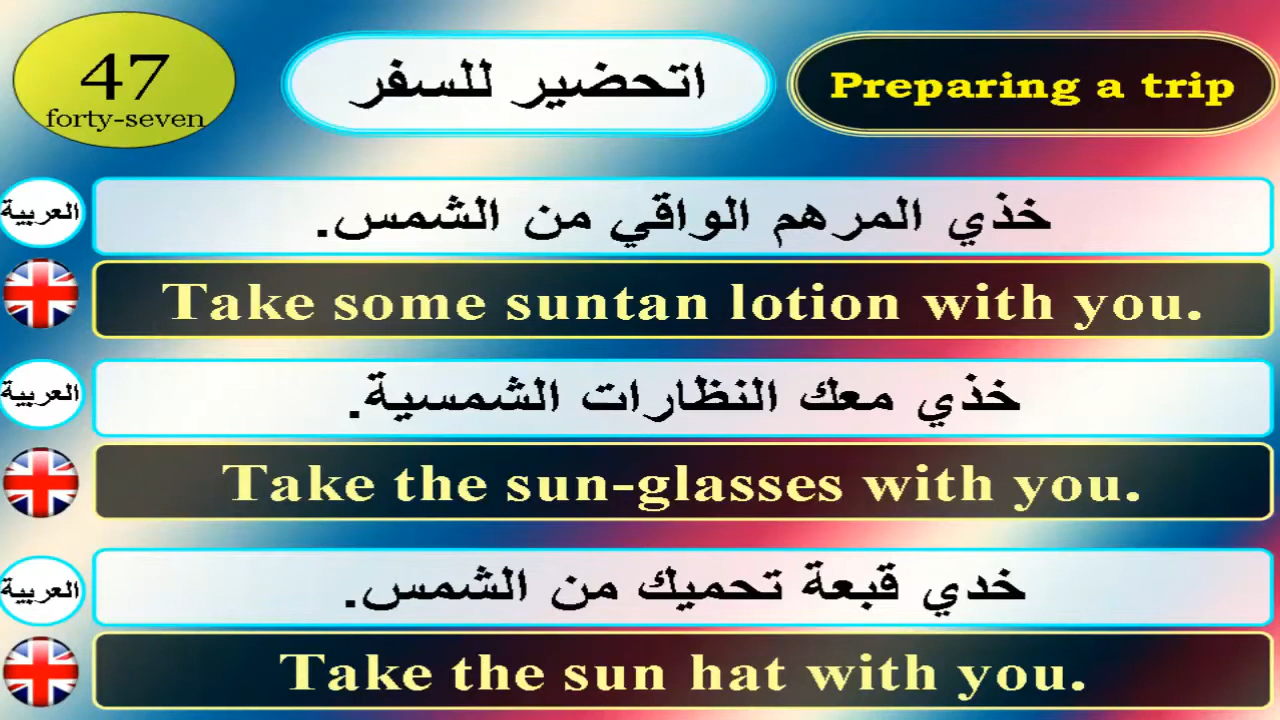 47
forty-seven
اتحضير للسفر
Preparing a trip
العربية
خذي المرهم الواقي من الشمس.
Take some suntan lotion with you.
العربية
خذي معك النظارات الشمسية.
Take the sun-glasses with you.
العربية
خدي قبعة تحميك من الشمس.
Take the sun hat with you.